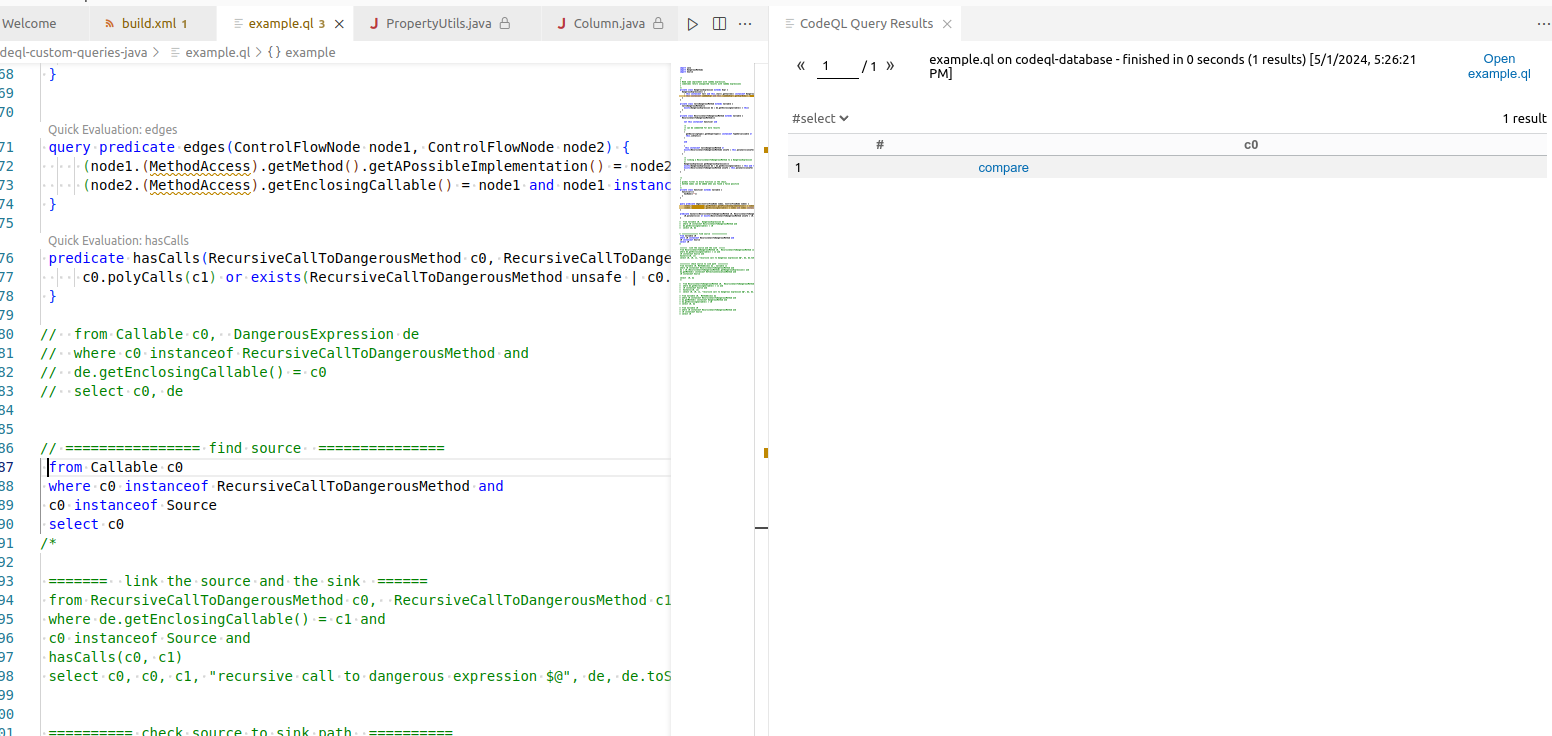 Welcome
build.xml 1
example.ql 3
PropertyUtils.java
Column.java
deql-custom-queries-java > example.ql > {} example
68 }
69
70
Quick Evaluation: edges
71 query predicate edges(ControlFlowNode node1, ControlFlowNode node2) {
72 (node1.(MethodAccess).getMethod().getAPossibleImplementation() = node2
73 (node2.(MethodAccess).getEnclosingCallable() = node1 and node1 instanc
74 }
75
Quick Evaluation: hasCalls
76 predicate hasCalls(RecursiveCallToDangerousMethod c0, RecursiveCallToDange
77 c0.polyCalls(c1) or exists(RecursiveCallToDangerousMethod unsafe | c0.
78 }
79
80 // from Callable c0, DangerousExpression de
81 // where c0 instanceof RecursiveCallToDangerousMethod and
82 // de.getEnclosingCallable() = c0
83 // select c0, de
84
85
86 // ================ find source ===============
87 from Callable c0
88 where c0 instanceof RecursiveCallToDangerousMethod and
89 c0 instanceof Source
90 select c0
91 /*
92
93 ======= link the source and the sink ======
94 from RecursiveCallToDangerousMethod c0, RecursiveCallToDangerousMethod c1
95 where de.getEnclosingCallable() = c1 and
96 c0 instanceof Source and
97 hasCalls(c0, c1)
98 select c0, c0, c1, "recursive call to dangerous expression $@", de, de.toS
99
00
01 ========== check source to sink path ==========
CodeQL Query Results
« 1 / 1 »
example.ql on codeql-database - finished in 0 seconds (1 results) [5/1/2024, 5:26:21 PM]
Open example.ql
#select
1 result
# c0
1 compare